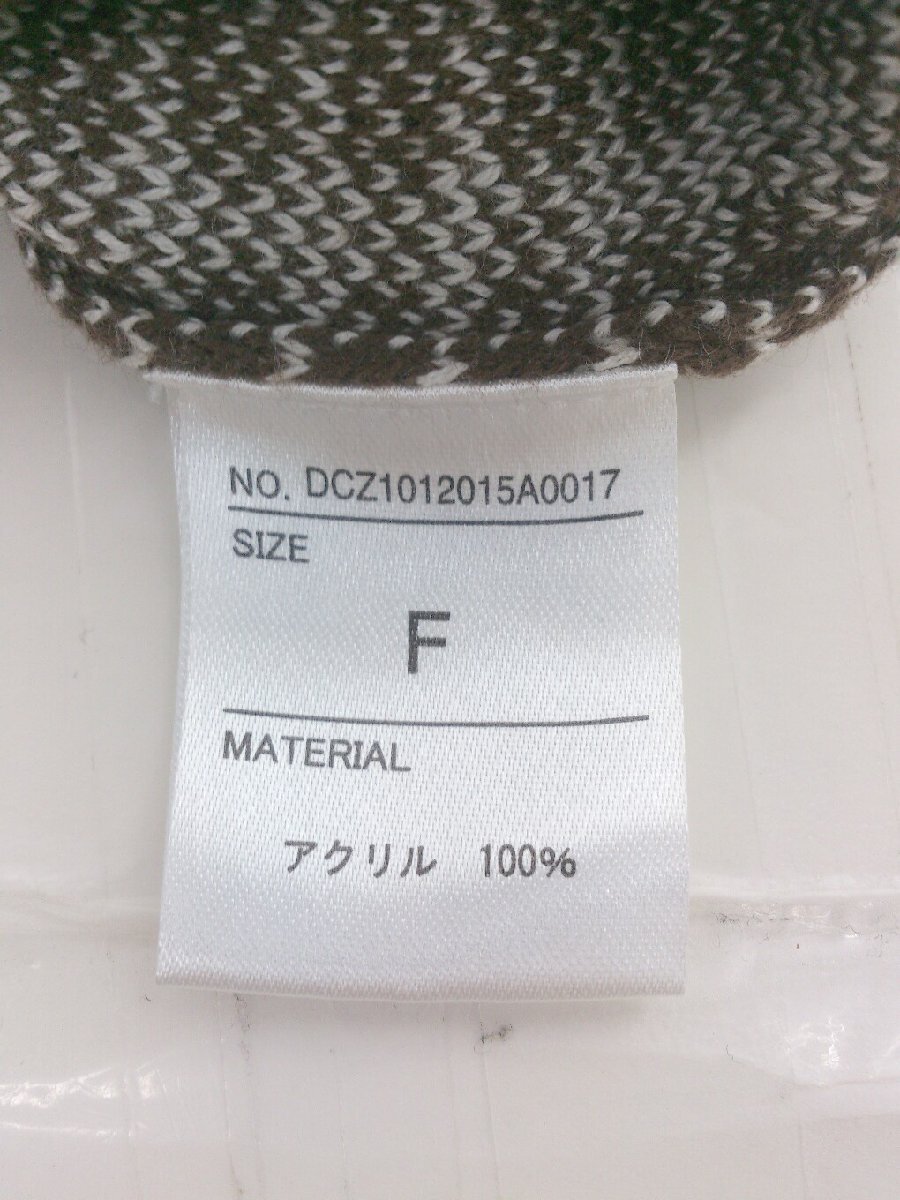 NO. DCZ1012015A0017
SIZE
F
MATERIAL
アクリル 100%